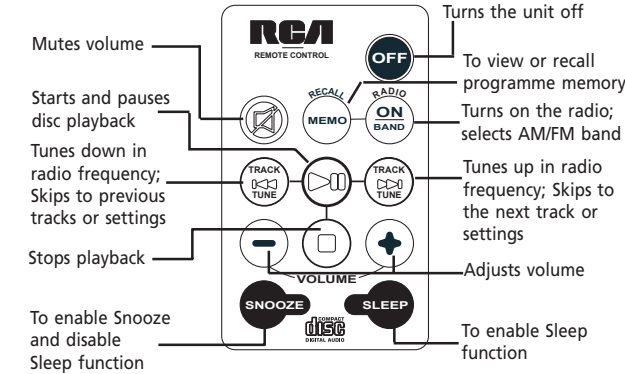 Turns the unit off
Mutes volume
RCA
REMOTE CONTROL
OFF
To view or recall
programme memory
Starts and pauses
disc playback
RECALL
MEMO
RADIO
ON
BAND
Turns on the radio;
selects AM/FM band
Tunes down in
radio frequency;
Skips to previous
tracks or settings
TRACK
TUNE
TRACK
TUNE
Tunes up in radio
frequency; Skips to
the next track or
settings
Stops playback
VOLUME
Adjusts volume
SNOOZE
SLEEP
COMPACT
disc
DIGITAL AUDIO
To enable Snooze
and disable
Sleep function
To enable Sleep
function